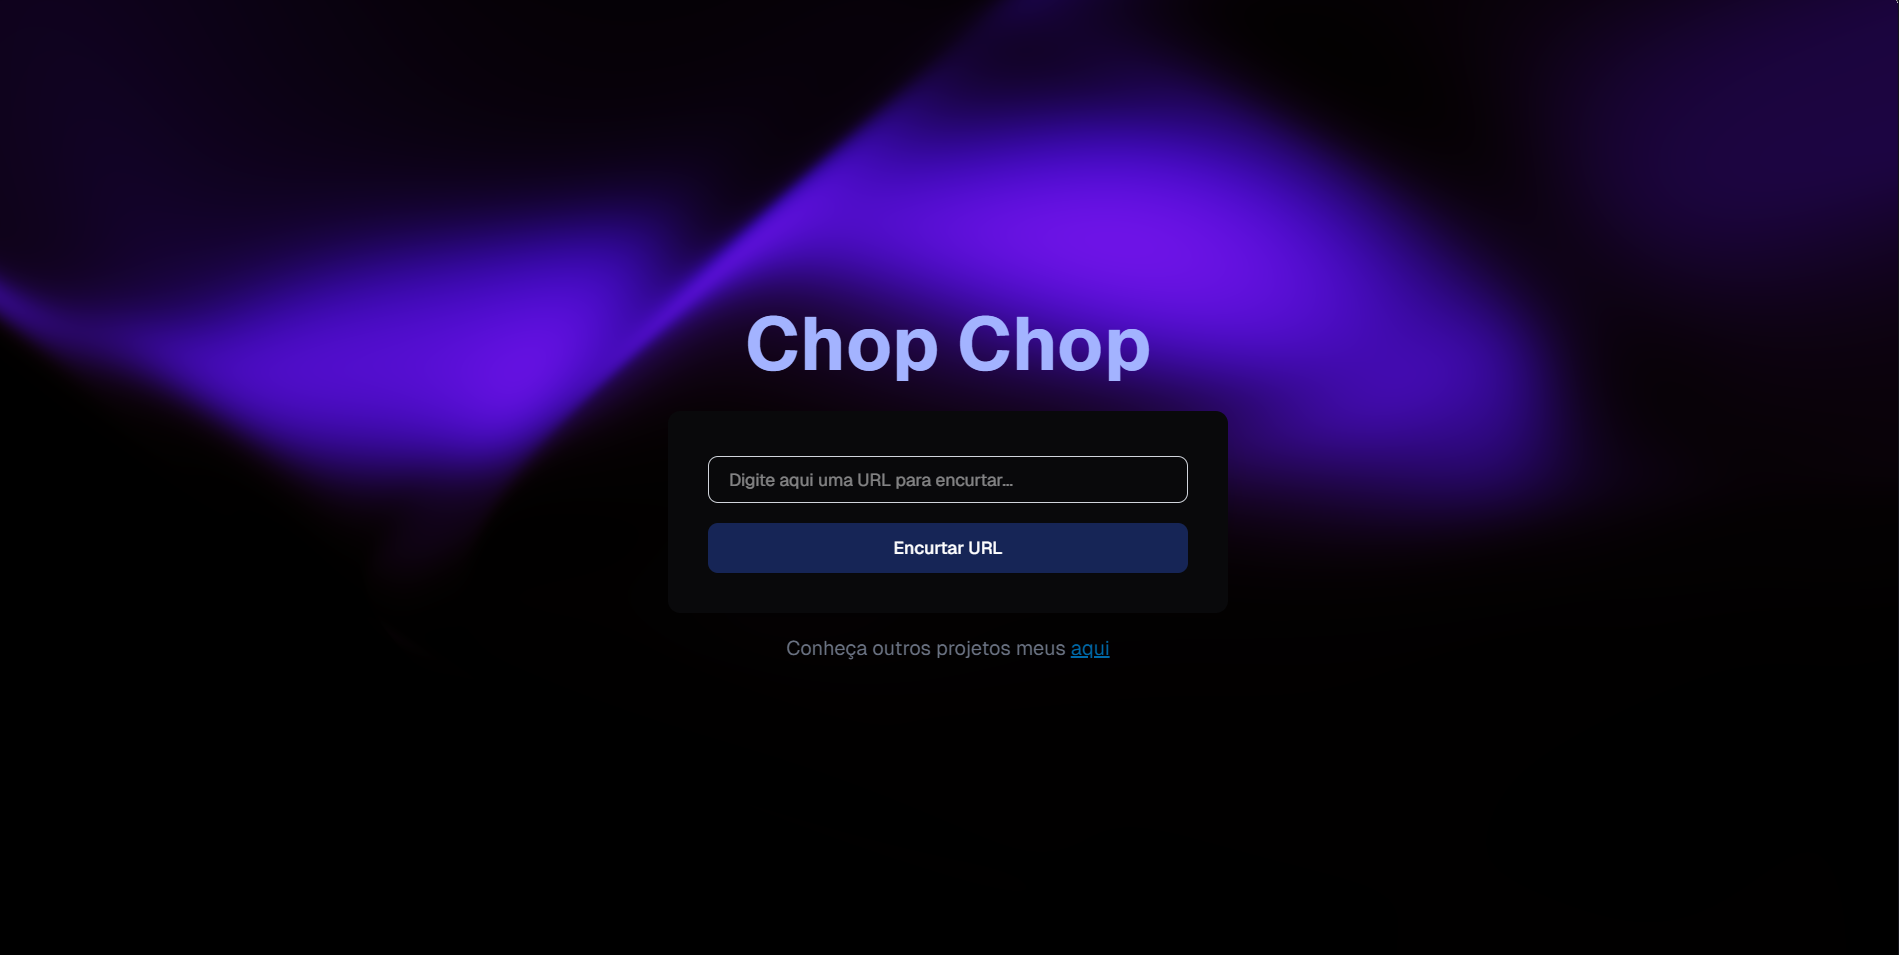 Chop Chop
Digite aqui uma URL para encurtar...
Encurtar URL
Conheça outros projetos meus aqui